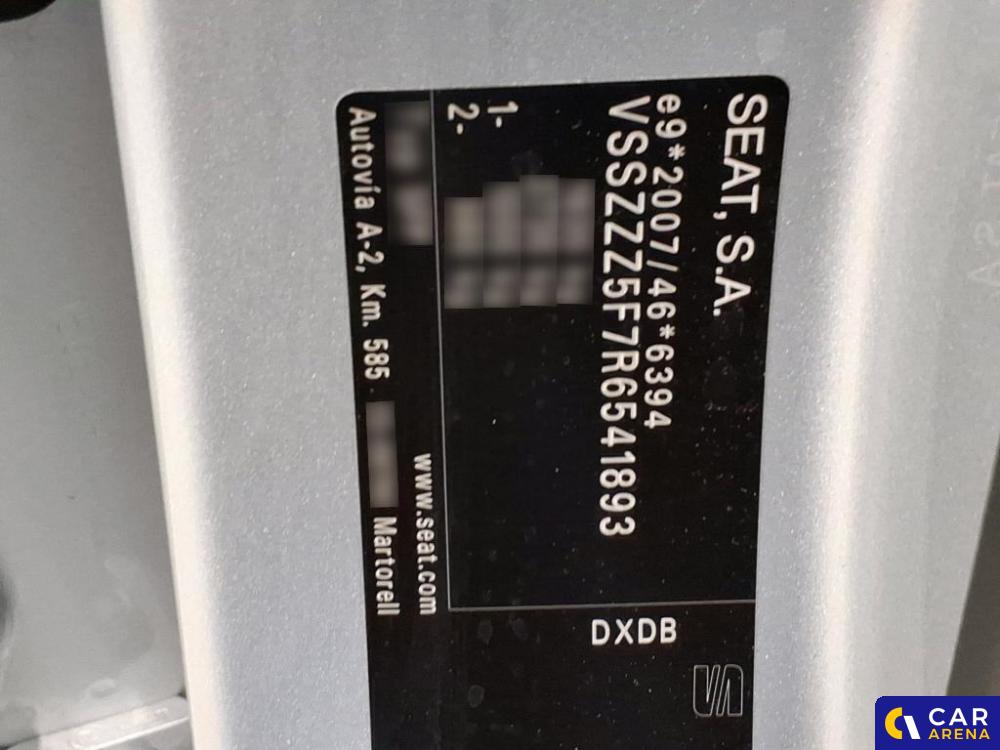 SEAT, S.A.
e9*2007/46*6394
VSSZZZ5F7R6541893
1-
2-
DXDB
www.seat.com
Autovía A-2, Km. 585
Martorell
CAR
ARENA